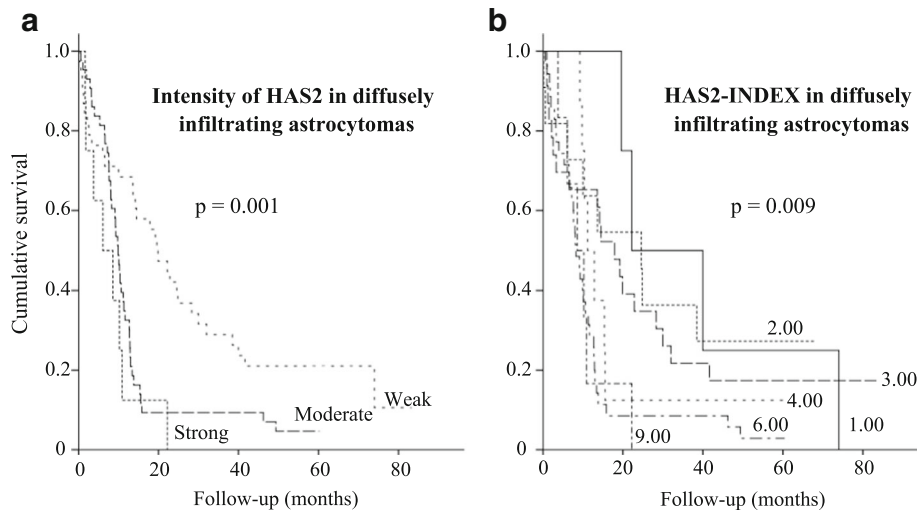 a
Intensity of HAS2 in diffusely
infiltrating astrocytomas
p = 0.001
Cumulative survival
1.0
0.8
0.6
0.4
0.2
0
Strong
Moderate
Weak
0
20
40
60
80
Follow-up (months)
b
HAS2-INDEX in diffusely
infiltrating astrocytomas
p = 0.009
1.0
0.8
0.6
0.4
0.2
0
2.00
3.00
4.00
6.00
1.00
9.00
0
20
40
60
80
Follow-up (months)